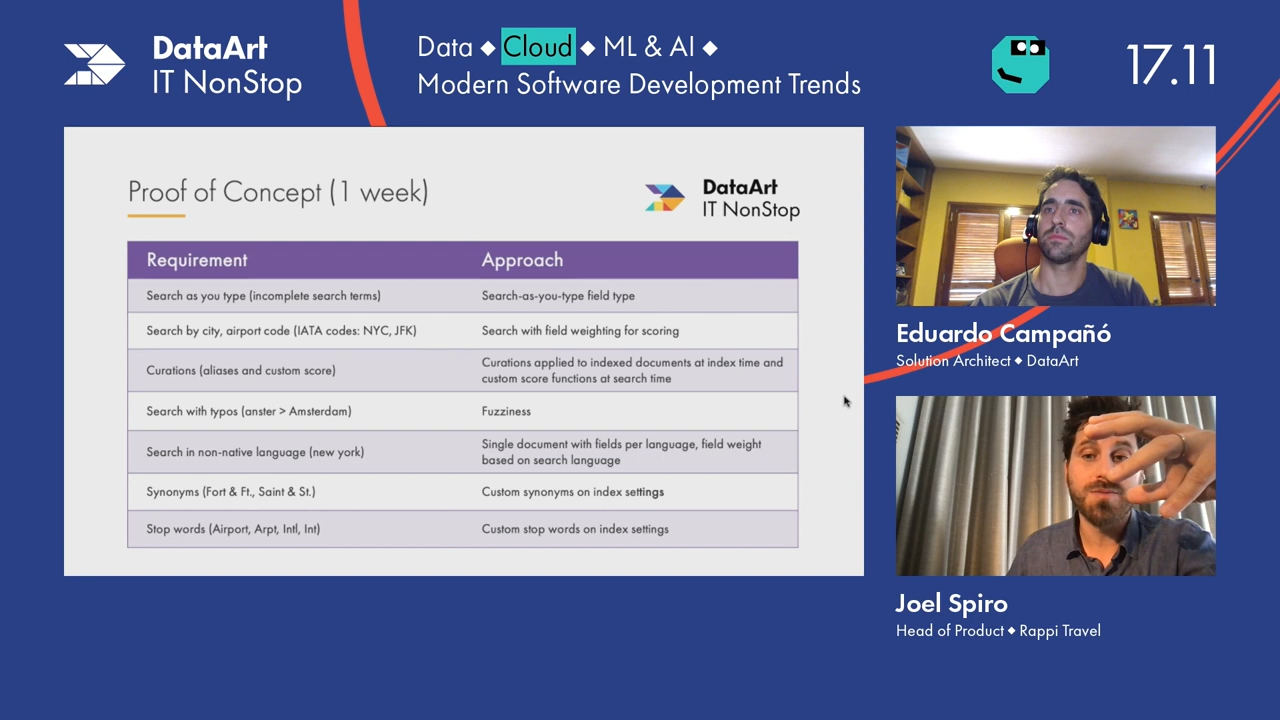 DataArt
IT NonStop
Data ◆ Cloud ◆ ML & AI ◆
Modern Software Development Trends
17.11
Proof of Concept (1 week)
DataArt
IT NonStop
Requirement Approach
Search as you type (incomplete search terms) Search-as-you-type field type
Search by city, airport code (IATA codes: NYC, JFK) Search with field weighting for scoring
Curations (aliases and custom score) Curations applied to indexed documents at index time and
custom score functions at search time
Search with typos (anster > Amsterdam) Fuzziness
Search in non-native language (new york) Single document with fields per language, field weight
based on search language
Synonyms (Fort & Ft., Saint & St.) Custom synonyms on index settings
Stop words (Airport, Arpt, Intl, Int) Custom stop words on index settings
Eduardo Campañó
Solution Architect ◆ DataArt
Joel Spiro
Head of Product ◆ Rappi Travel